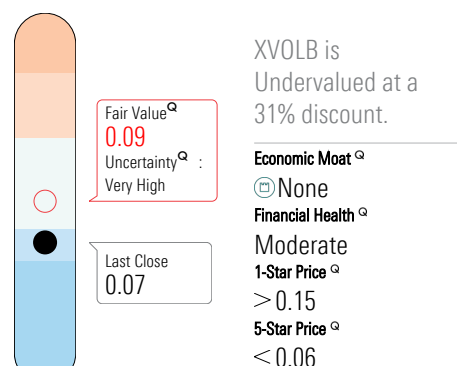 Fair Value Q
0.09
Uncertainty Q :
Very High
Last Close
0.07
XVOLB is
Undervalued at a
31% discount.
Economic Moat Q
None
Financial Health Q
Moderate
1-Star Price Q
>0.15
5-Star Price Q
<0.06